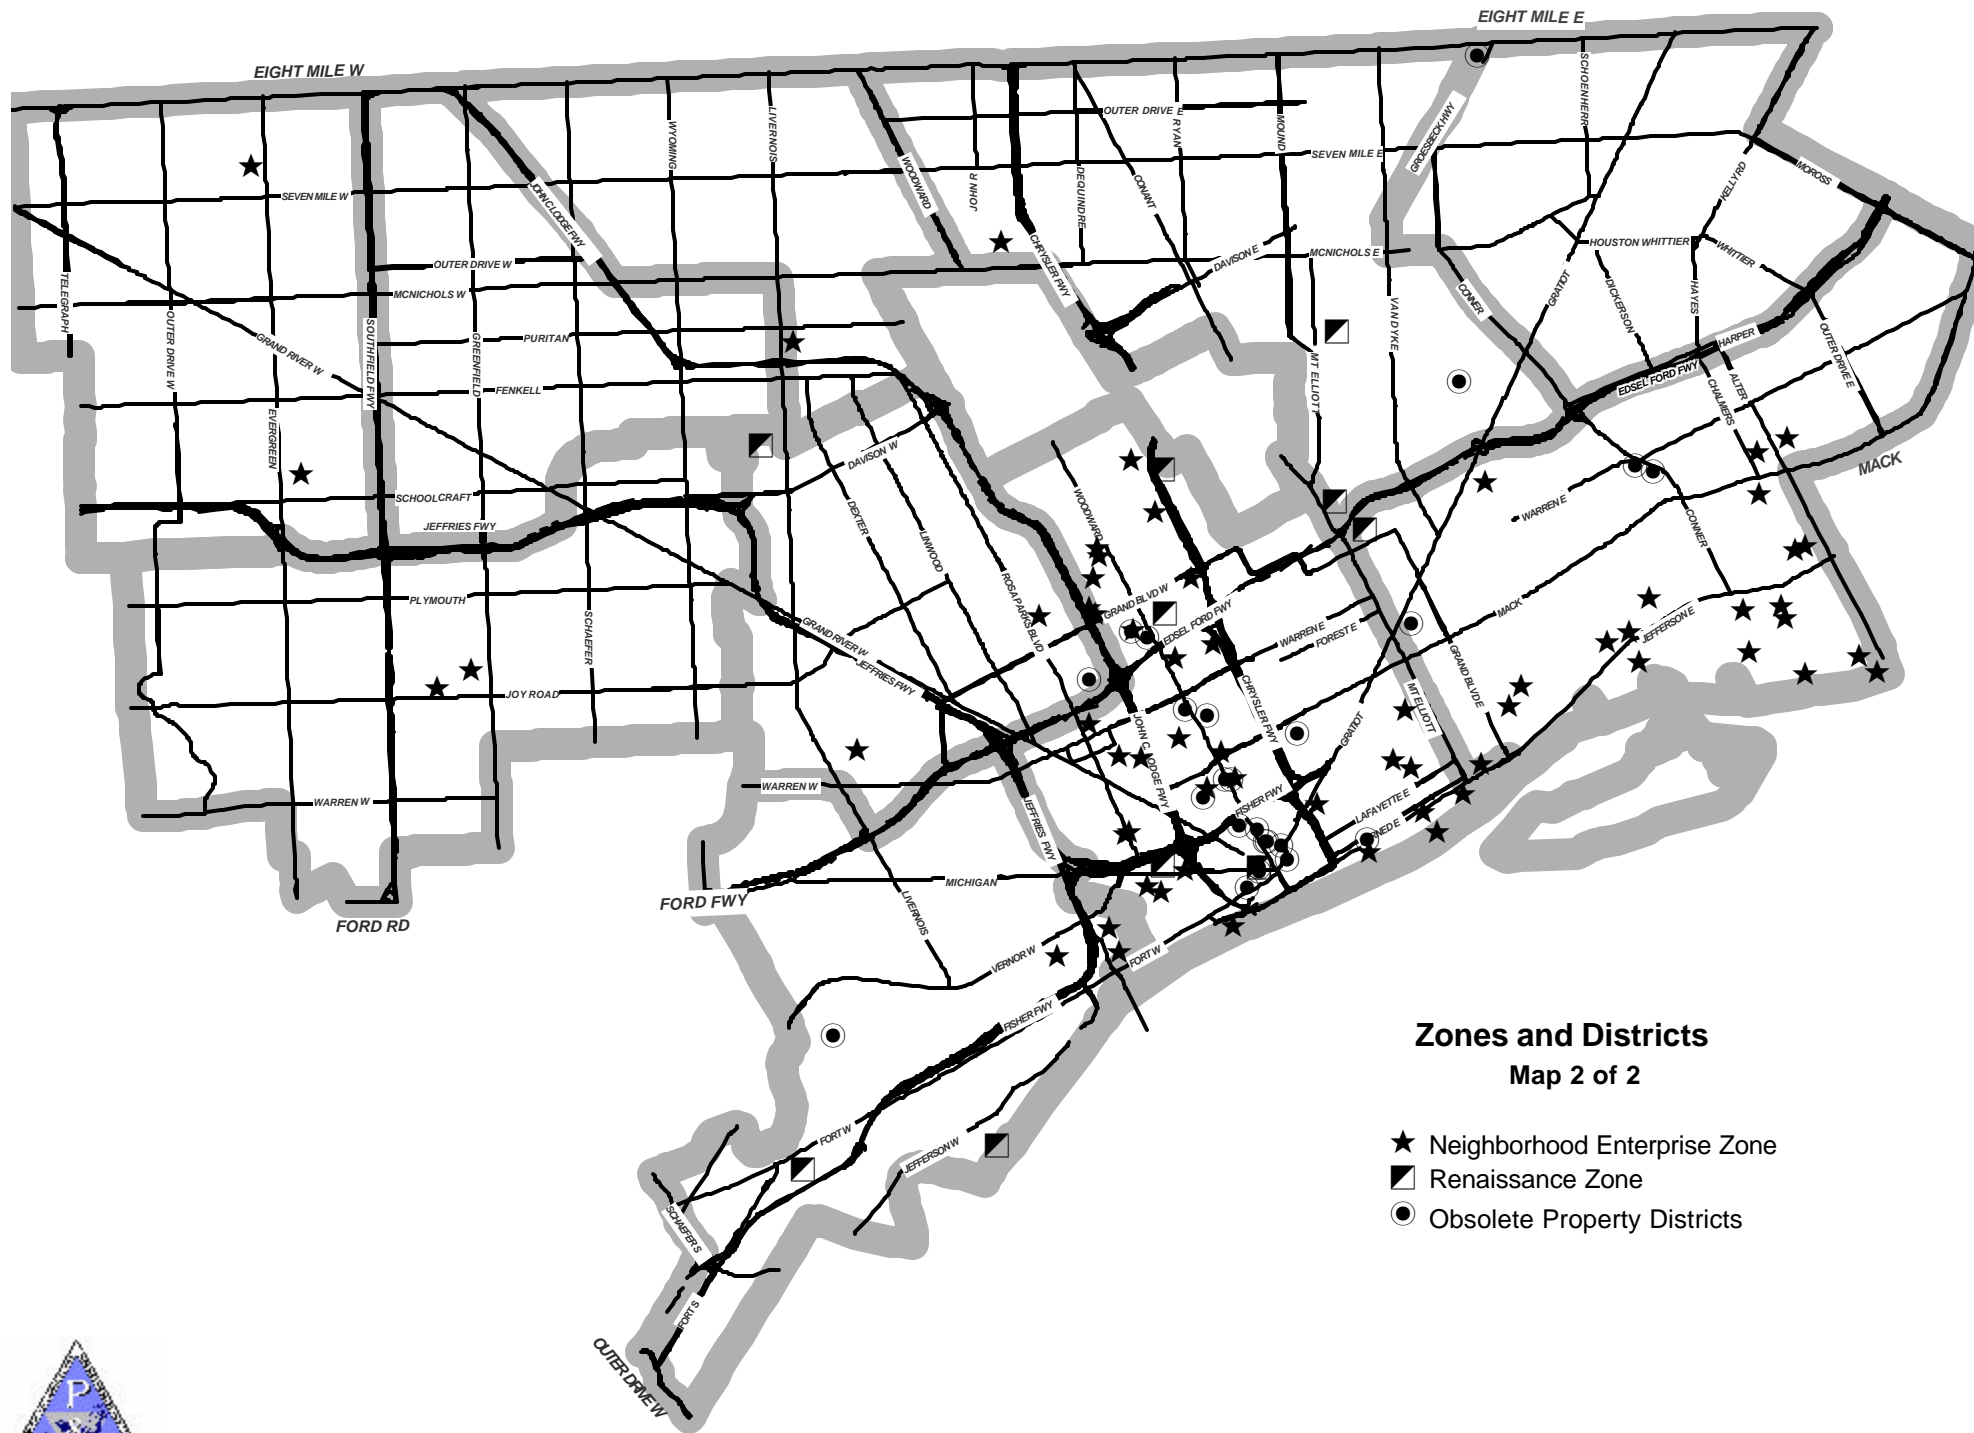 EIGHT MILE E
EIGHT MILE W
OUTER DRIVE E
SCHOENHERR
LIVERNOIS
WYOMING
RYAN
MOUND
GROESBECK HWY
SEVEN MILE E
WOODWARD
JOHN R
DEQUINDRE
CONANT
KELLY RD
MOROSS
SEVEN MILE W
JOHN C LODGE FWY
CHRYSLER FWY
DAVISON E
MCNICHOLS E
HOUSTON WHITTIER
WHITTIER
OUTER DRIVE W
MCNICHOLS W
TELEGRAPH
OUTER DRIVE W
GRAND RIVER W
SOUTHFIELD FWY
GREENFIELD
PURITAN
FENKELL
VAN DYKE
CONNER
GRATIOT
DICKERSON
HAYES
HARPER
OUTER DRIVE E
MT ELLIOTT
EDSEL FORD FWY
CHALMERS
ALTER
EVERGREEN
DAVISON W
MACK
SCHOOLCRAFT
JEFFRIES FWY
DEXTER
LINWOOD
WOODWARD
WARREN E
CONNER
ROSA PARKS BLVD
PLYMOUTH
SCHAEFER
GRAND RIVER W
JEFFRIES FWY
GRAND BLVD W
EDSEL FORD FWY
WARREN E
FOREST E
MACK
JEFFERSON E
GRAND BLVD E
MT ELLIOTT
JOY ROAD
CHRYSLER FWY
JOHN C. LODGE FWY
GRATIOT
WARREN W
WARREN W
JEFFRIES FWY
FISHER FWY
LAFAYETTE E
RNED E
MICHIGAN
FORD FWY
FORD RD
LIVERNOIS
VERNOR W
FORT W
FISHER FWY
Zones and Districts
Map 2 of 2
FORT W
JEFFERSON W
Neighborhood Enterprise Zone
Renaissance Zone
Obsolete Property Districts
SCHAEFER S
FORT S
OUTER DRIVE W
P